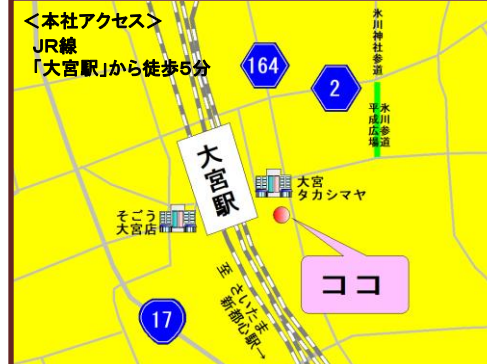 ＜本社アクセス＞
JR線
「大宮駅」から徒歩5分
164
2
氷川神社参道
氷川参道
平成広場
大宮駅
大宮
タカシマヤ
そごう
大宮店
ココ
17
至 さいたま
新都心駅→